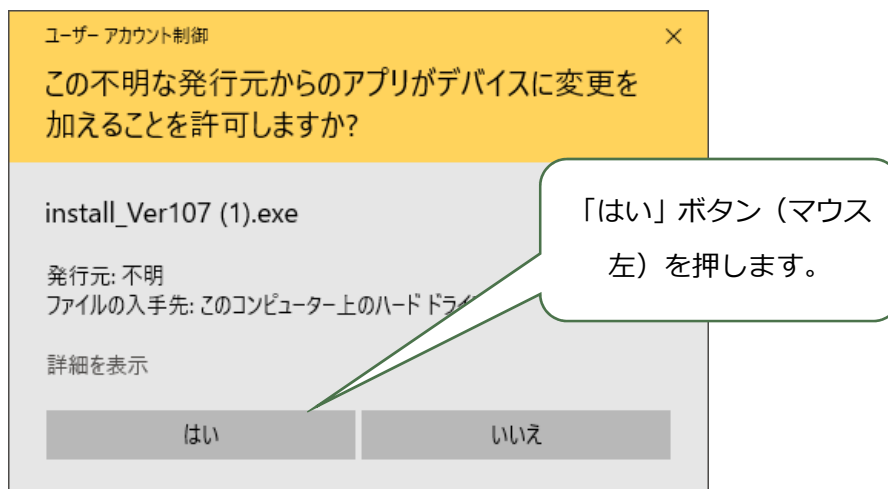 ユーザー アカウント制御
この不明な発行元からのアプリがデバイスに変更を
加えることを許可しますか?
install_Ver107 (1).exe
発行元: 不明
ファイルの入手先: このコンピューター上のハード ドライ
詳細を表示
はい
いいえ
「はい」ボタン（マウス
左）を押します。